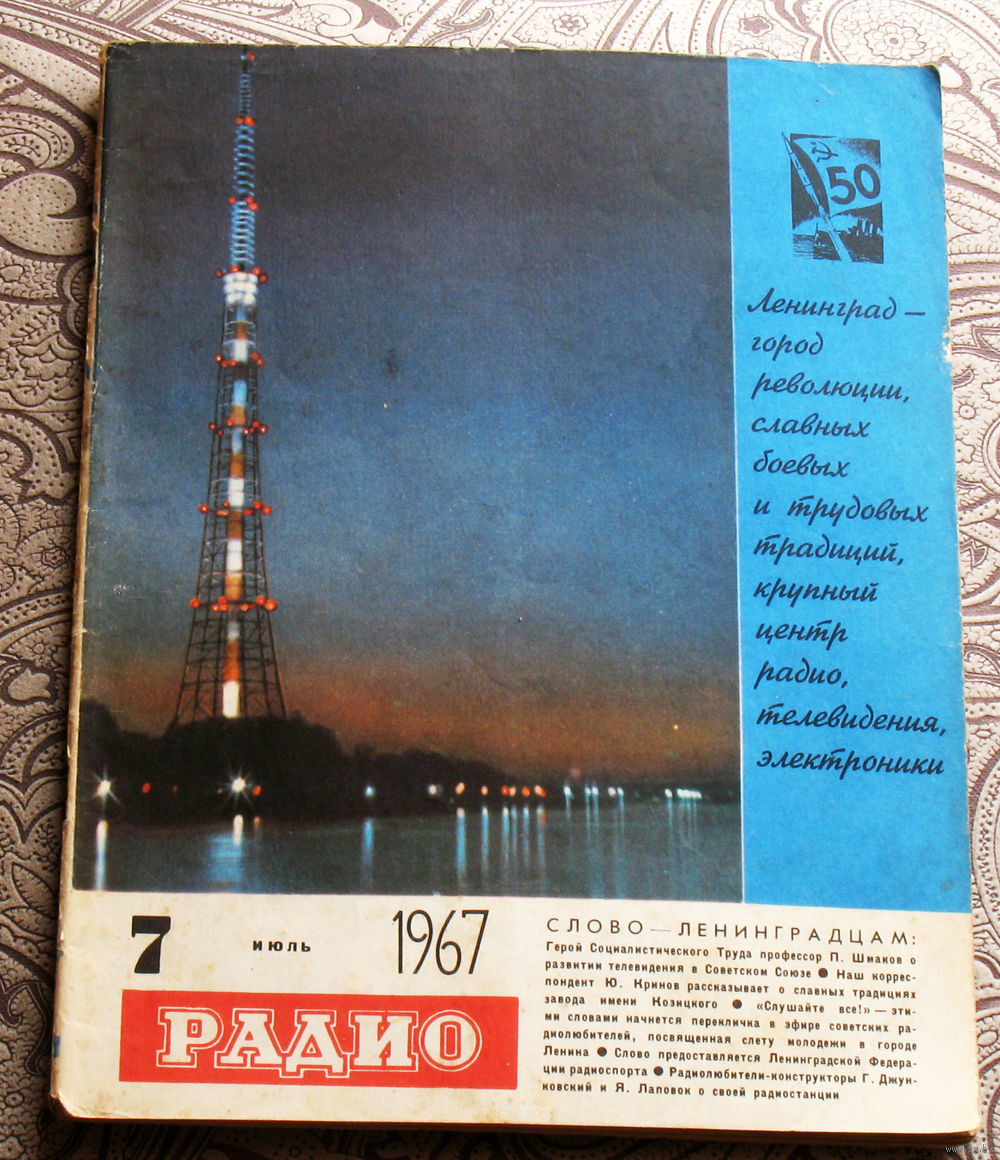 50
Ленинград —
город
революции,
славных
боевых
и трудовых
традиций,
крупный
центр
радио,
телевидения,
электроники
7 июль 1967
РАДИО
СЛОВО — ЛЕНИНГРАДЦАМ:
Герой Социалистического Труда профессор П. Шмаков о
развитии телевидения в Советском Союзе ● Наш коррес-
пондент Ю. Кринов рассказывает о славных традициях
завода имени Козицкого ● «Слушайте все!» — эти-
ми словами начнется перекличка в эфире советских ра-
диолюбителей, посвященная слету молодежи в городе
Ленина ● Слово предоставляется Ленинградской Федера-
ции радиоспорта ● Радиолюбители-конструкторы Г. Джун-
ковский и Я. Лаповок о своей радиостанции